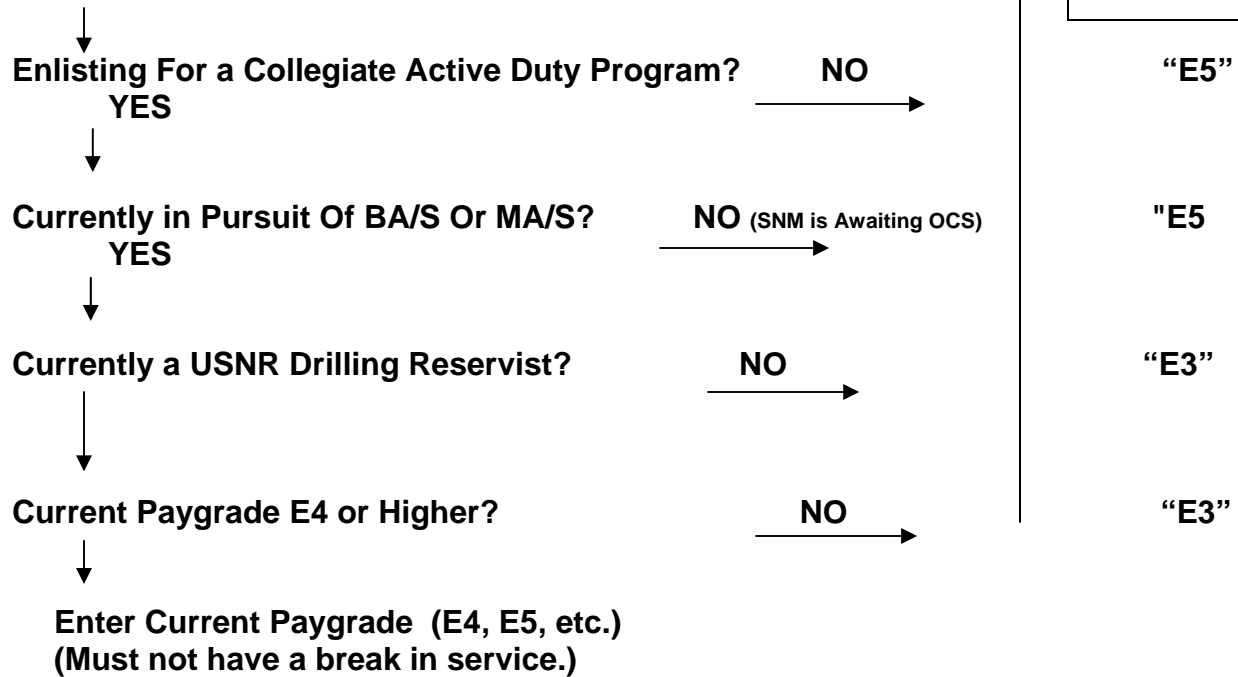 Enlisting For a Collegiate Active Duty Program? NO “E5”
YES
Currently in Pursuit Of BA/S Or MA/S? NO (SNM is Awaiting OCS) "E5
YES
Currently a USNR Drilling Reservist? NO “E3”
Current Paygrade E4 or Higher? NO “E3”
Enter Current Paygrade (E4, E5, etc.)
(Must not have a break in service.)